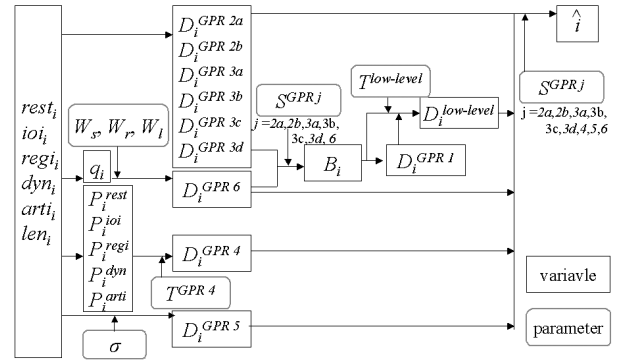 rest_i
ioi_i
regi_i
dyn_i
arti_i
len_i
W_s, W_r, W_l
q_i
P_i^rest
P_i^ioi
P_i^regi
P_i^dyn
P_i^arti
σ
D_i^GPR 2a
D_i^GPR 2b
D_i^GPR 3a
D_i^GPR 3b
D_i^GPR 3c
D_i^GPR 3d
D_i^GPR 6
D_i^GPR 4
T^GPR 4
D_i^GPR 5
S^GPR j
j =2a,2b,3a,3b,
3c,3d, 6
B_i
T^low-level
D_i^low-level
D_i^GPR 1
î
S^GPR j
j =2a,2b,3a,3b,
3c,3d,4,5,6
variavle
parameter